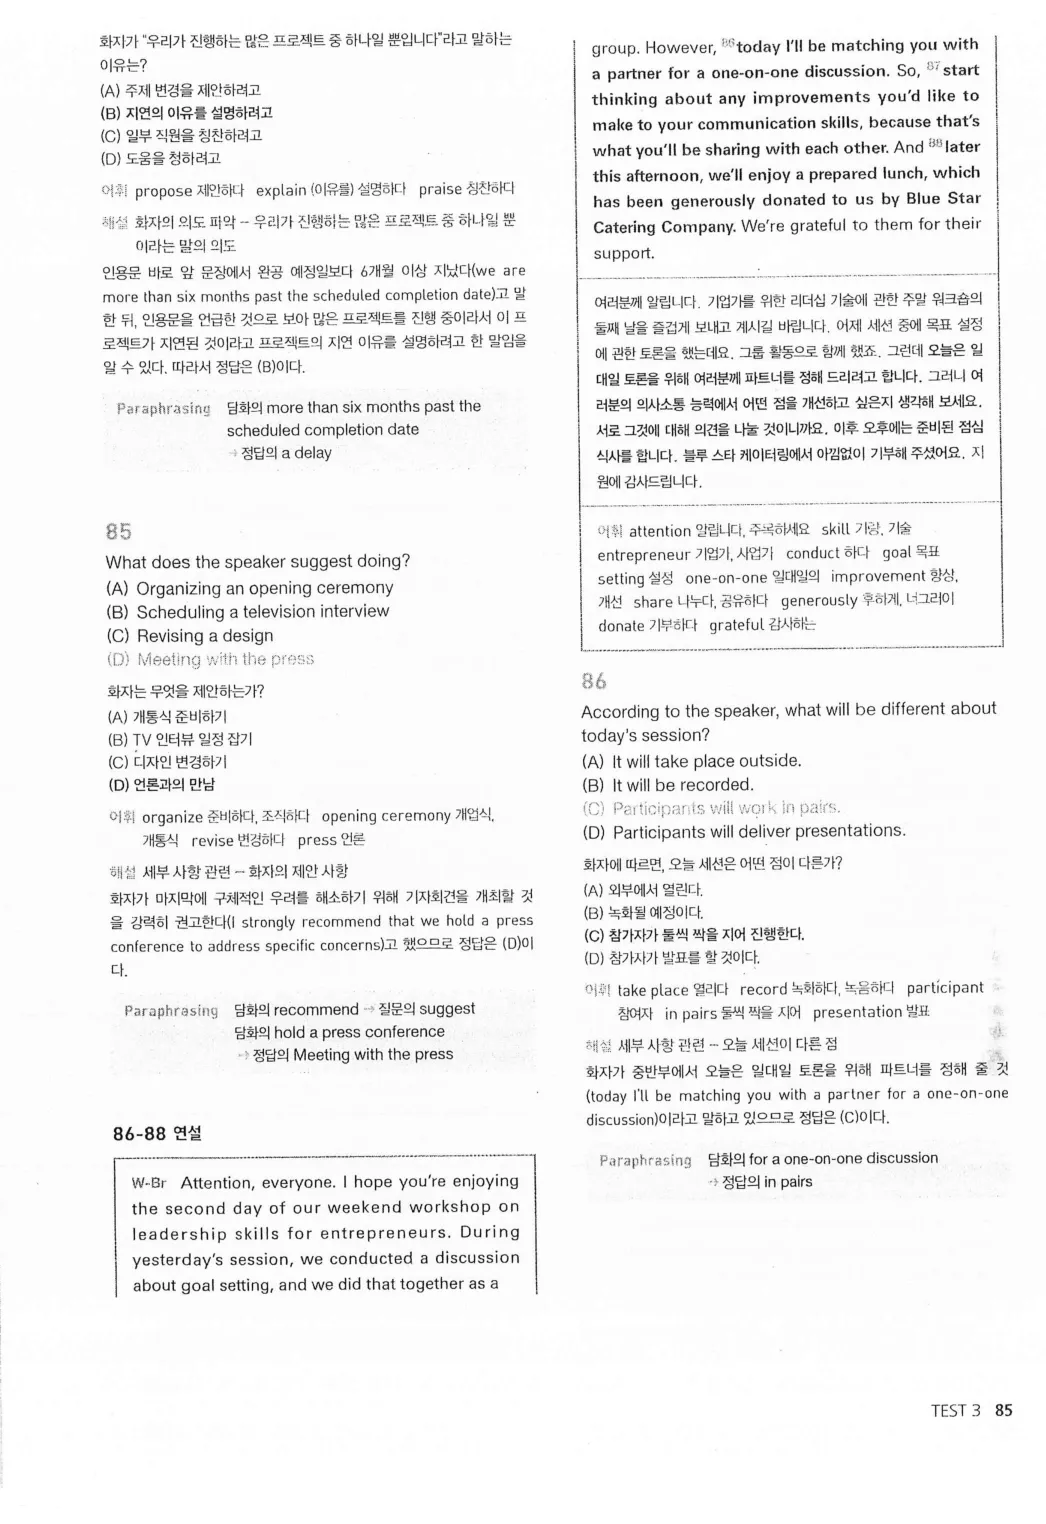 화자가 "우리가 진행하는 많은 프로젝트 중 하나일 뿐입니다"라고 말하는
이유는?
(A) 주제 변경을 제안하려고
(B) 지연의 이유를 설명하려고
(C) 일부 직원을 칭찬하려고
(D) 도움을 청하려고
어휘 propose 제안하다 explain (이유를) 설명하다 praise 칭찬하다
해설 화자의 의도 파악 – 우리가 진행하는 많은 프로젝트 중 하나일 뿐
이라는 말의 의도
인용문 바로 앞 문장에서 완공 예정일보다 6개월 이상 지났다(we are
more than six months past the scheduled completion date)고 말
한 뒤, 인용문을 언급한 것으로 보아 많은 프로젝트를 진행 중이라서 이 프
로젝트가 지연된 것이라고 프로젝트의 지연 이유를 설명하려고 한 말임을
알 수 있다. 따라서 정답은 (B)이다.
Paraphrasing 담화의 more than six months past the
scheduled completion date
→ 정답의 a delay
85
What does the speaker suggest doing?
(A) Organizing an opening ceremony
(B) Scheduling a television interview
(C) Revising a design
(D) Meeting with the press
화자는 무엇을 제안하는가?
(A) 개통식 준비하기
(B) TV 인터뷰 일정 잡기
(C) 디자인 변경하기
(D) 언론과의 만남
어휘 organize 준비하다, 조직하다 opening ceremony 개업식,
개통식 revise 변경하다 press 언론
해설 세부 사항 관련 – 화자의 제안 사항
화자가 마지막에 구체적인 우려를 해소하기 위해 기자회견을 개최할 것
을 강력히 권고한다(I strongly recommend that we hold a press
conference to address specific concerns)고 했으므로 정답은 (D)이
다.
Paraphrasing 담화의 recommend → 질문의 suggest
담화의 hold a press conference
→ 정답의 Meeting with the press
86-88 연설
W-Br Attention, everyone. I hope you're enjoying
the second day of our weekend workshop on
leadership skills for entrepreneurs. During
yesterday's session, we conducted a discussion
about goal setting, and we did that together as a
group. However, 86today I'll be matching you with
a partner for a one-on-one discussion. So, 87start
thinking about any improvements you'd like to
make to your communication skills, because that's
what you'll be sharing with each other. And 88later
this afternoon, we'll enjoy a prepared lunch, which
has been generously donated to us by Blue Star
Catering Company. We're grateful to them for their
support.
여러분께 알립니다. 기업가를 위한 리더십 기술에 관한 주말 워크숍의
둘째 날을 즐겁게 보내고 계시길 바랍니다. 어제 세션 중에 목표 설정
에 관한 토론을 했는데요. 그룹 활동으로 함께 했죠. 그런데 오늘은 일
대일 토론을 위해 여러분께 파트너를 정해 드리려고 합니다. 그러니 여
러분의 의사소통 능력에서 어떤 점을 개선하고 싶은지 생각해 보세요.
서로 그것에 대해 의견을 나눌 것이니까요. 이후 오후에는 준비된 점심
식사를 합니다. 블루 스타 케이터링에서 아낌없이 기부해 주셨어요. 지
원에 감사드립니다.
어휘 attention 알립니다, 주목하세요 skill 기량, 기술
entrepreneur 기업가, 사업가 conduct 하다 goal 목표
setting 설정 one-on-one 일대일의 improvement 향상,
개선 share 나누다, 공유하다 generously 후하게, 너그러이
donate 기부하다 grateful 감사하는
86
According to the speaker, what will be different about
today's session?
(A) It will take place outside.
(B) It will be recorded.
(C) Participants will work in pairs.
(D) Participants will deliver presentations.
화자에 따르면, 오늘 세션은 어떤 점이 다른가?
(A) 외부에서 열린다.
(B) 녹화될 예정이다.
(C) 참가자가 둘씩 짝을 지어 진행한다.
(D) 참가자가 발표를 할 것이다.
어휘 take place 열리다 record 녹화하다, 녹음하다 participant
참여자 in pairs 둘씩 짝을 지어 presentation 발표
해설 세부 사항 관련 – 오늘 세션이 다른 점
화자가 중반부에서 오늘은 일대일 토론을 위해 파트너를 정해 줄 것
(today I'll be matching you with a partner for a one-on-one
discussion)이라고 말하고 있으므로 정답은 (C)이다.
Paraphrasing 담화의 for a one-on-one discussion
→ 정답의 in pairs
TEST 3 85